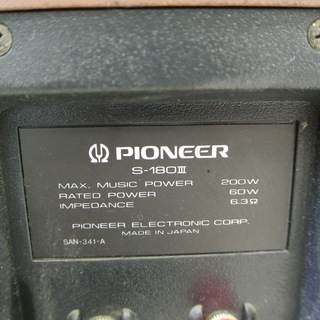 PIONEER
S-180III
MAX. MUSIC POWER 200W
RATED POWER 60W
IMPEDANCE 6.3Ω
PIONEER ELECTRONIC CORP.
MADE IN JAPAN
SAN-341-A